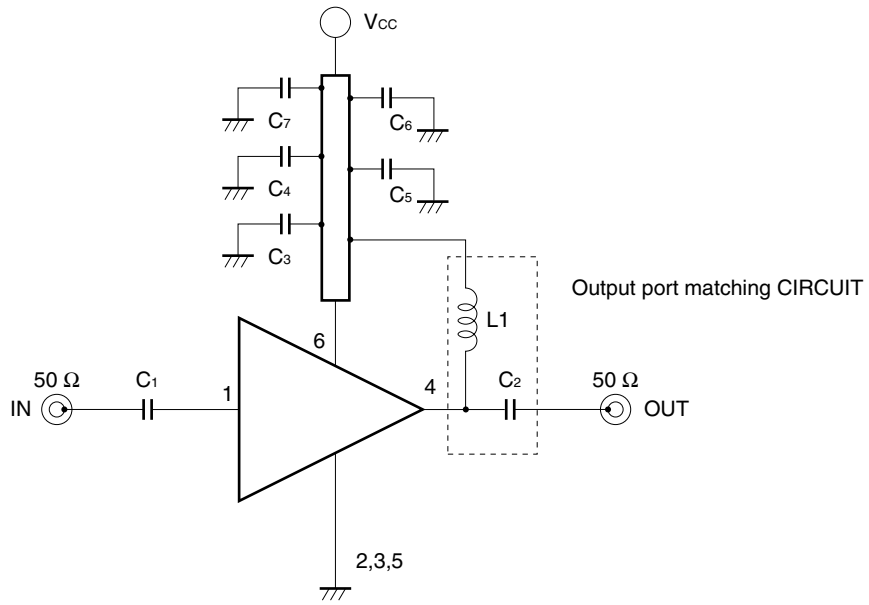 VCC
C7
C6
C4
C5
C3
Output port matching CIRCUIT
L1
6
50 Ω
C1
1
4
C2
50 Ω
IN
OUT
2,3,5